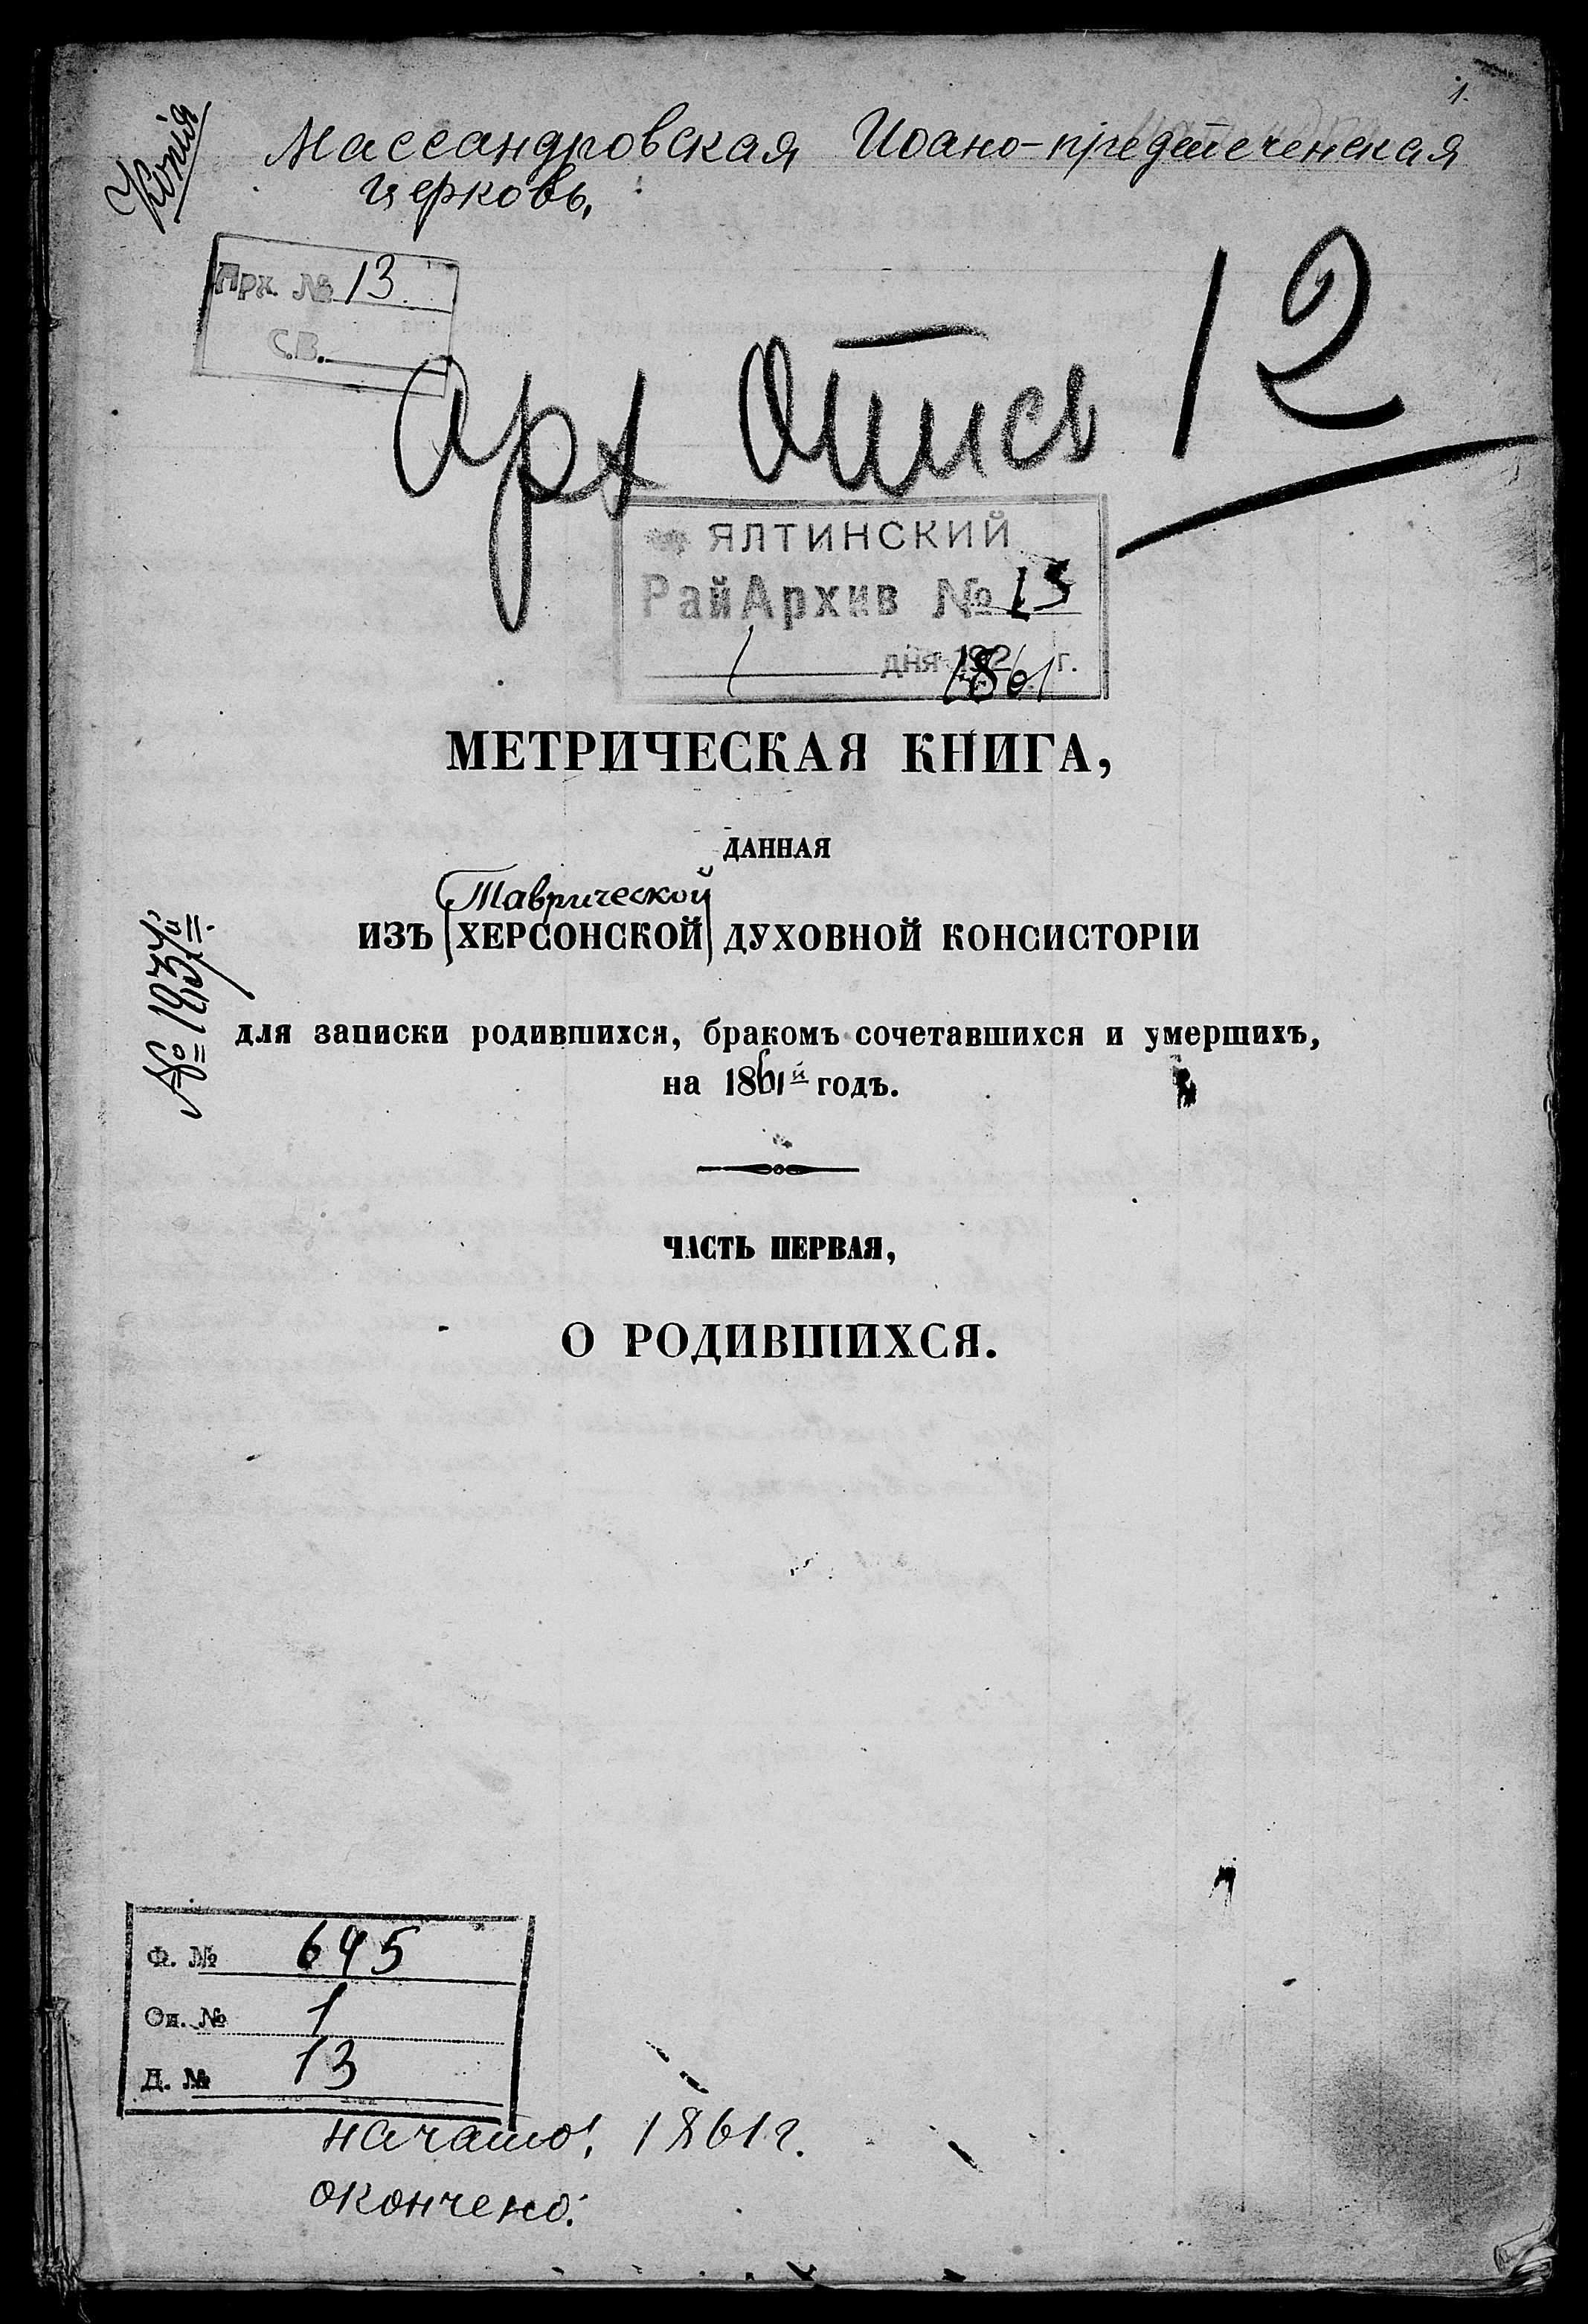 1.
Копія
Массандровская Иоано-предтеченская
церковь,
Арх. № 13
С.В.
Арх Опись 12
ЯЛТИНСКИЙ
РайАрхив № 13
дня 1861 г.
МЕТРИЧЕСКАЯ КНИГА,
ДАННАЯ
Таврической
ИЗЪ ХЕРСОНСКОЙ ДУХОВНОЙ КОНСИСТОРІИ
для записки родившихся, бракомъ сочетавшихся и умершихъ,
на 1861й годъ.
ЧАСТЬ ПЕРВАЯ,
О РОДИВШИХСЯ.
Ф. № 645
Оп. № 1
Д. № 13
начато: 1861 г.
окончено: